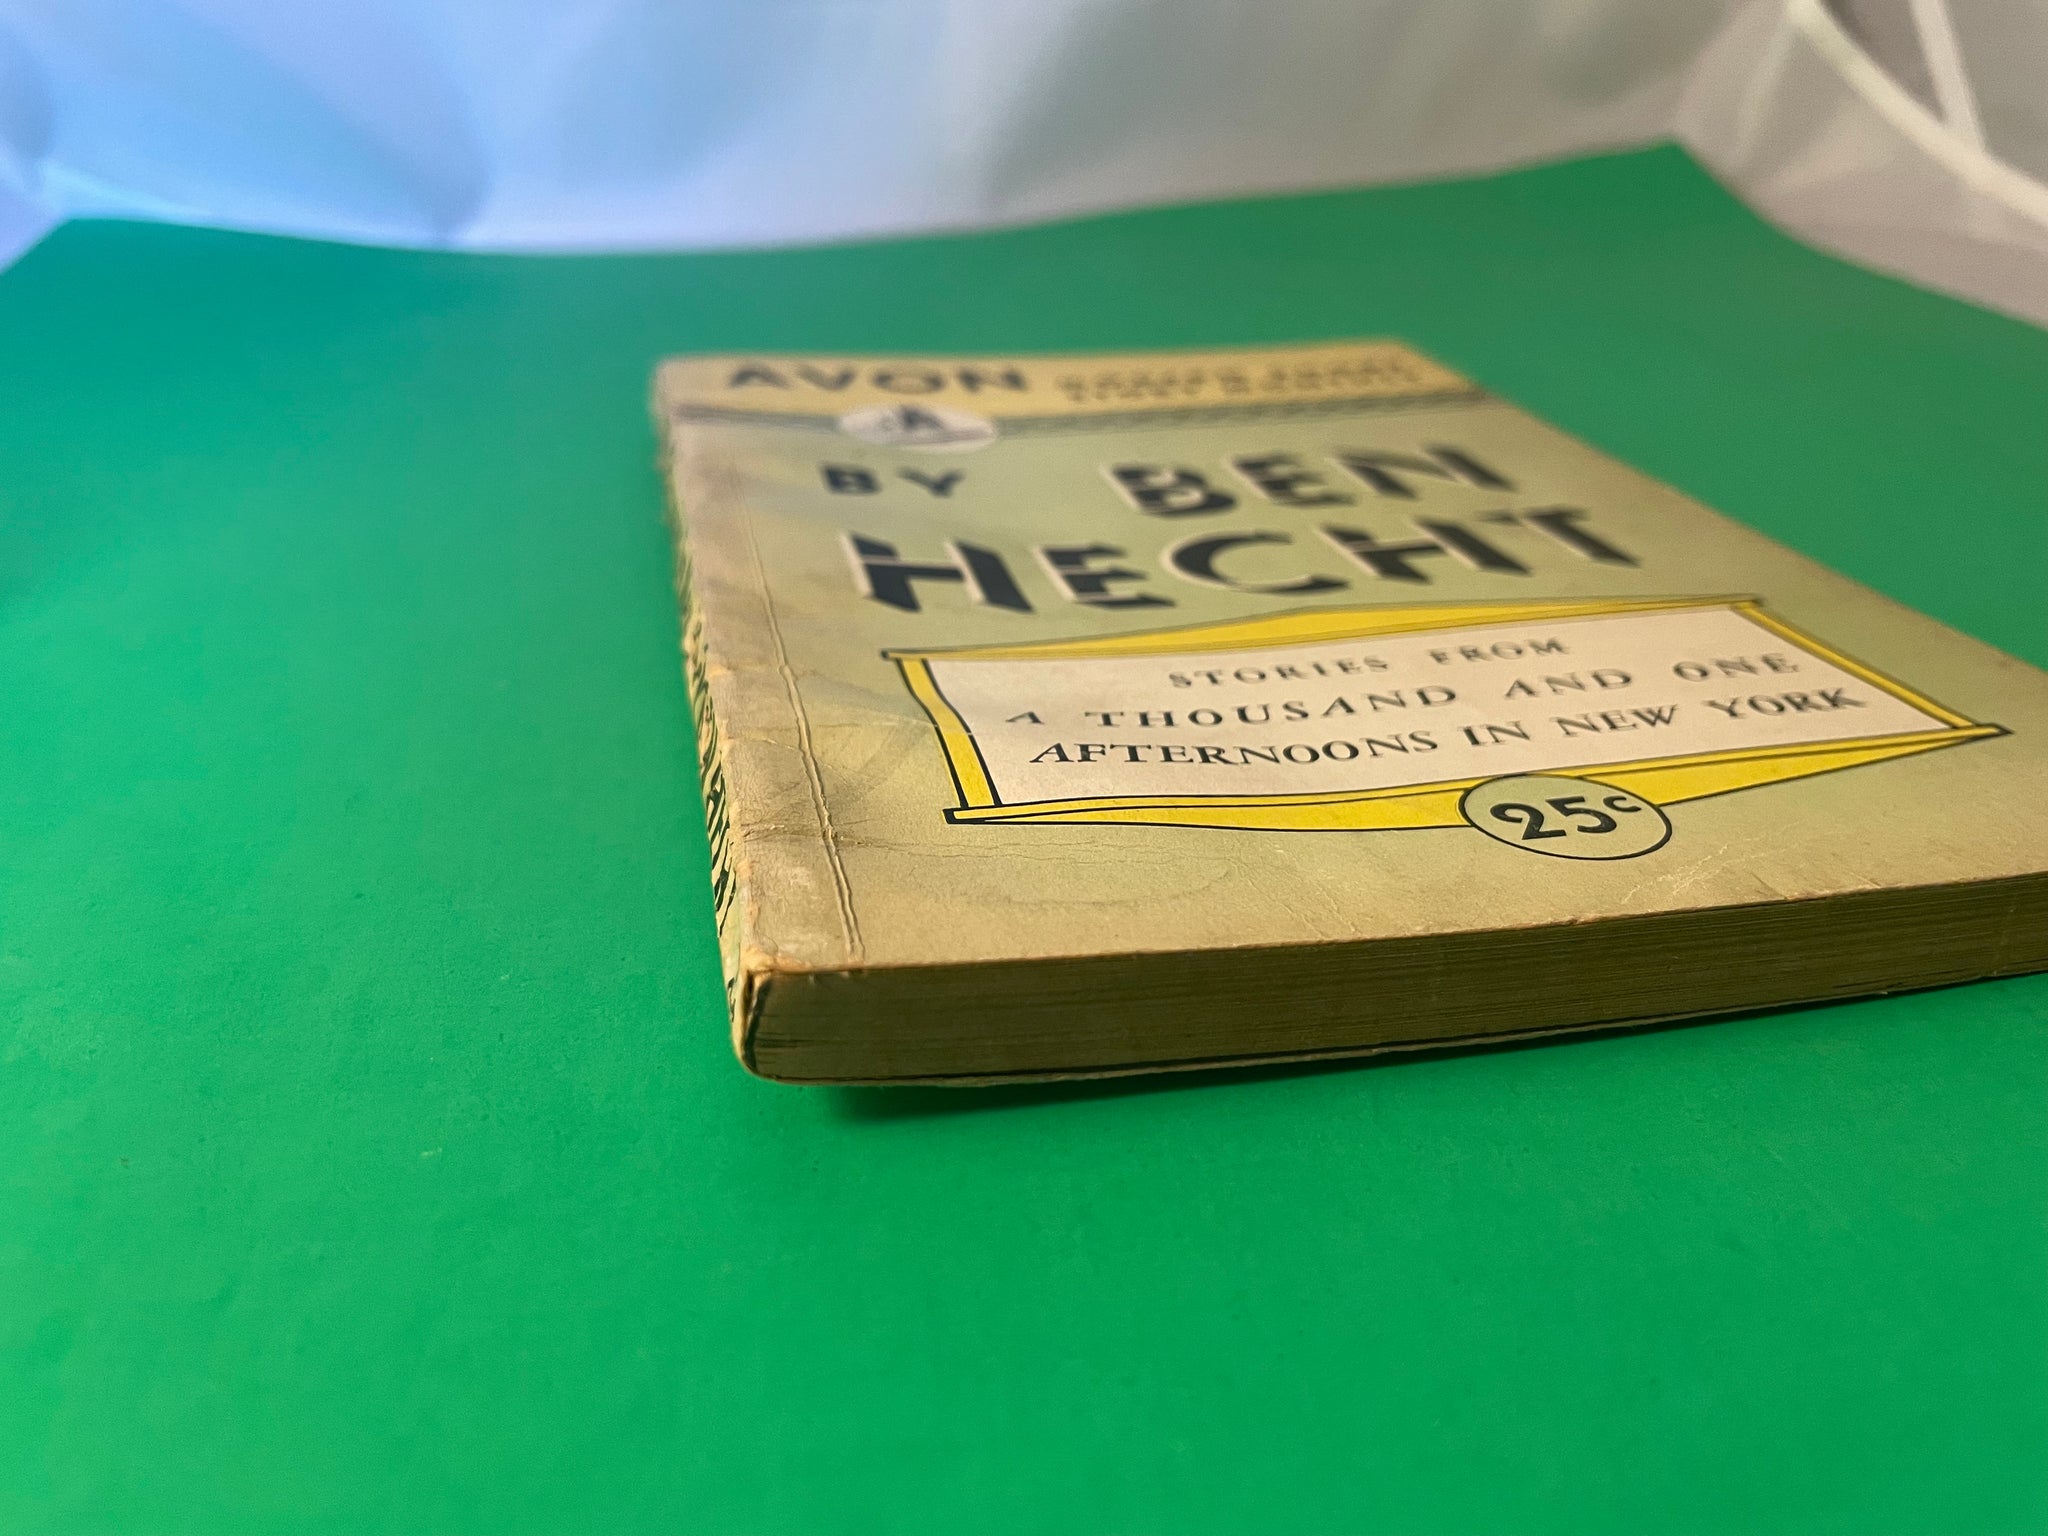 AVON
A
BY BEN
HECHT
STORIES FROM
A THOUSAND AND ONE
AFTERNOONS IN NEW YORK
25c